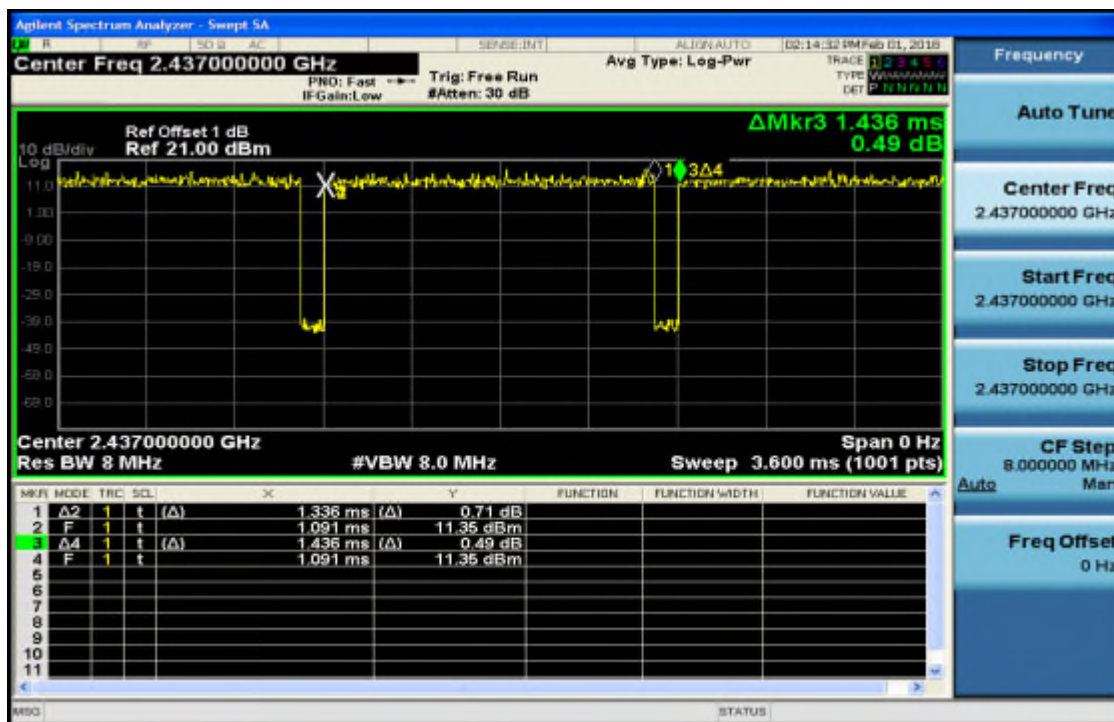 Agilent Spectrum Analyzer - Swept SA
R RF 50 Ω AC SENSE:INT ALIGN AUTO 02:14:32 PM Feb 01, 2018
Center Freq 2.437000000 GHz
PNO: Fast
IFGain:Low
Trig: Free Run
#Atten: 30 dB
Avg Type: Log-Pwr
TRACE 1 2 3 4 5 6
TYPE
DET P N N N N N
Ref Offset 1 dB
10 dB/div Ref 21.00 dBm
Log
ΔMkr3 1.436 ms
0.49 dB
1 3Δ4
11.0
1.00
-9.00
-19.0
-29.0
-39.0
-49.0
-59.0
-69.0
Center 2.437000000 GHz Span 0 Hz
Res BW 8 MHz #VBW 8.0 MHz Sweep 3.600 ms (1001 pts)
MKR MODE TRC SCL X Y FUNCTION FUNCTION WIDTH FUNCTION VALUE
1 Δ2 1 t (Δ) 1.336 ms (Δ) 0.71 dB
2 F 1 t 1.091 ms 11.35 dBm
3 Δ4 1 t (Δ) 1.436 ms (Δ) 0.49 dB
4 F 1 t 1.091 ms 11.35 dBm
5
6
7
8
9
10
11
MSG STATUS
Frequency
Auto Tune
Center Freq
2.437000000 GHz
Start Freq
2.437000000 GHz
Stop Freq
2.437000000 GHz
CF Step
8.000000 MHz
Auto Man
Freq Offset
0 Hz